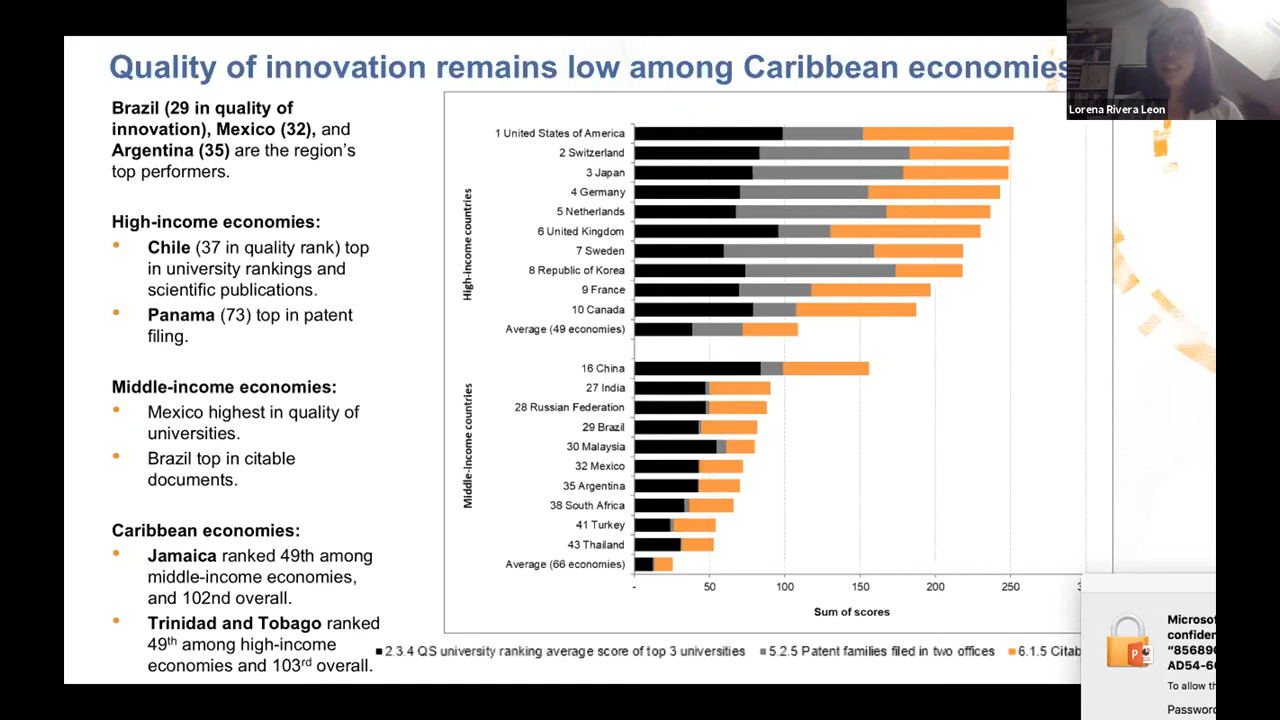 Quality of innovation remains low among Caribbean economies
Lorena Rivera Leon
Brazil (29 in quality of
innovation), Mexico (32), and
Argentina (35) are the region's
top performers.
High-income economies:
• Chile (37 in quality rank) top
in university rankings and
scientific publications.
• Panama (73) top in patent
filing.
Middle-income economies:
• Mexico highest in quality of
universities.
• Brazil top in citable
documents.
Caribbean economies:
• Jamaica ranked 49th among
middle-income economies,
and 102nd overall.
• Trinidad and Tobago ranked
49th among high-income
economies and 103rd overall.
High-income countries
1 United States of America
2 Switzerland
3 Japan
4 Germany
5 Netherlands
6 United Kingdom
7 Sweden
8 Republic of Korea
9 France
10 Canada
Average (49 economies)
Middle-income countries
16 China
27 India
28 Russian Federation
29 Brazil
30 Malaysia
32 Mexico
35 Argentina
38 South Africa
41 Turkey
43 Thailand
Average (66 economies)
- 50 100 150 200 250
Sum of scores
2.3.4 QS university ranking average score of top 3 universities 5.2.5 Patent families filed in two offices 6.1.5
Microsof
confiden
"85689
AD54-6
To allow th
Password